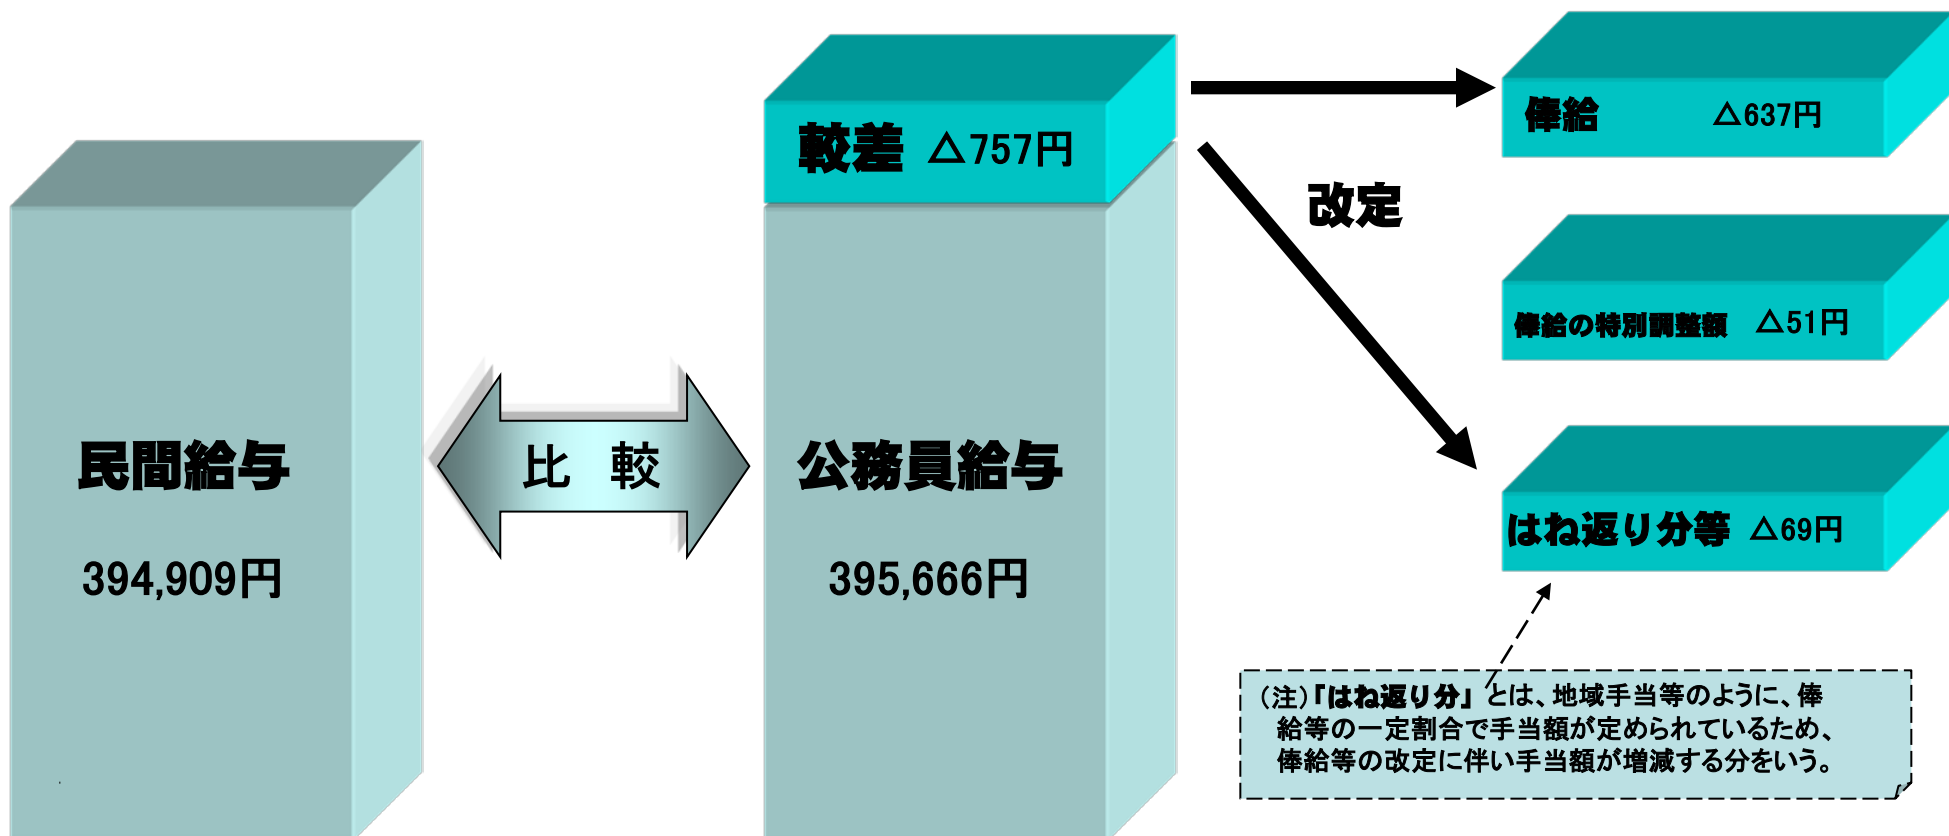 民間給与
394,909円
比 較
較差 △757円
公務員給与
395,666円
改定
俸給 △637円
俸給の特別調整額 △51円
はね返り分等 △69円
(注)「はね返り分」とは、地域手当等のように、俸
給等の一定割合で手当額が定められているため、
俸給等の改定に伴い手当額が増減する分をいう。